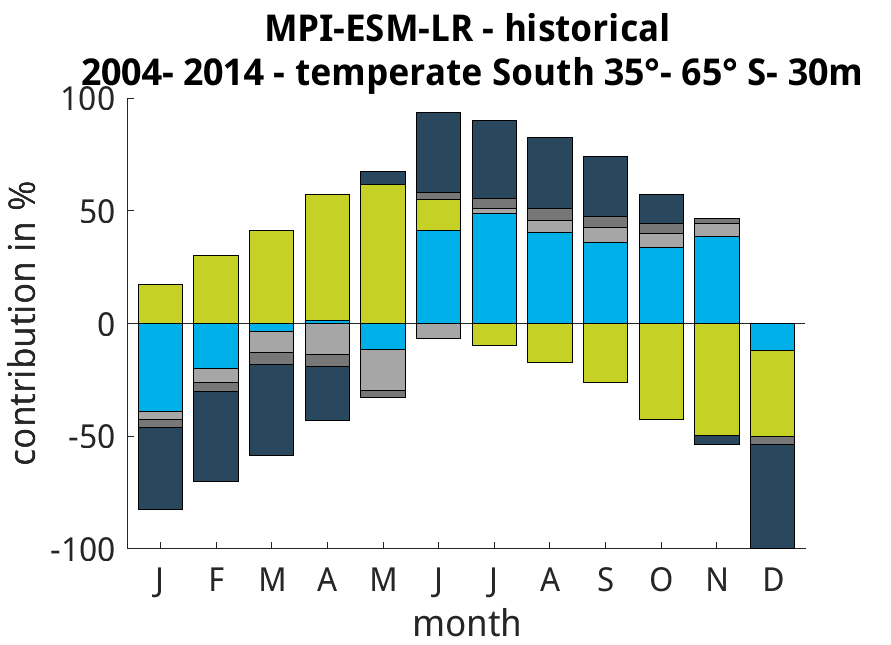 MPI-ESM-LR - historical
2004- 2014 - temperate South 35°- 65° S- 30m
contribution in %
100
50
0
-50
-100
J F M A M J J A S O N D
month